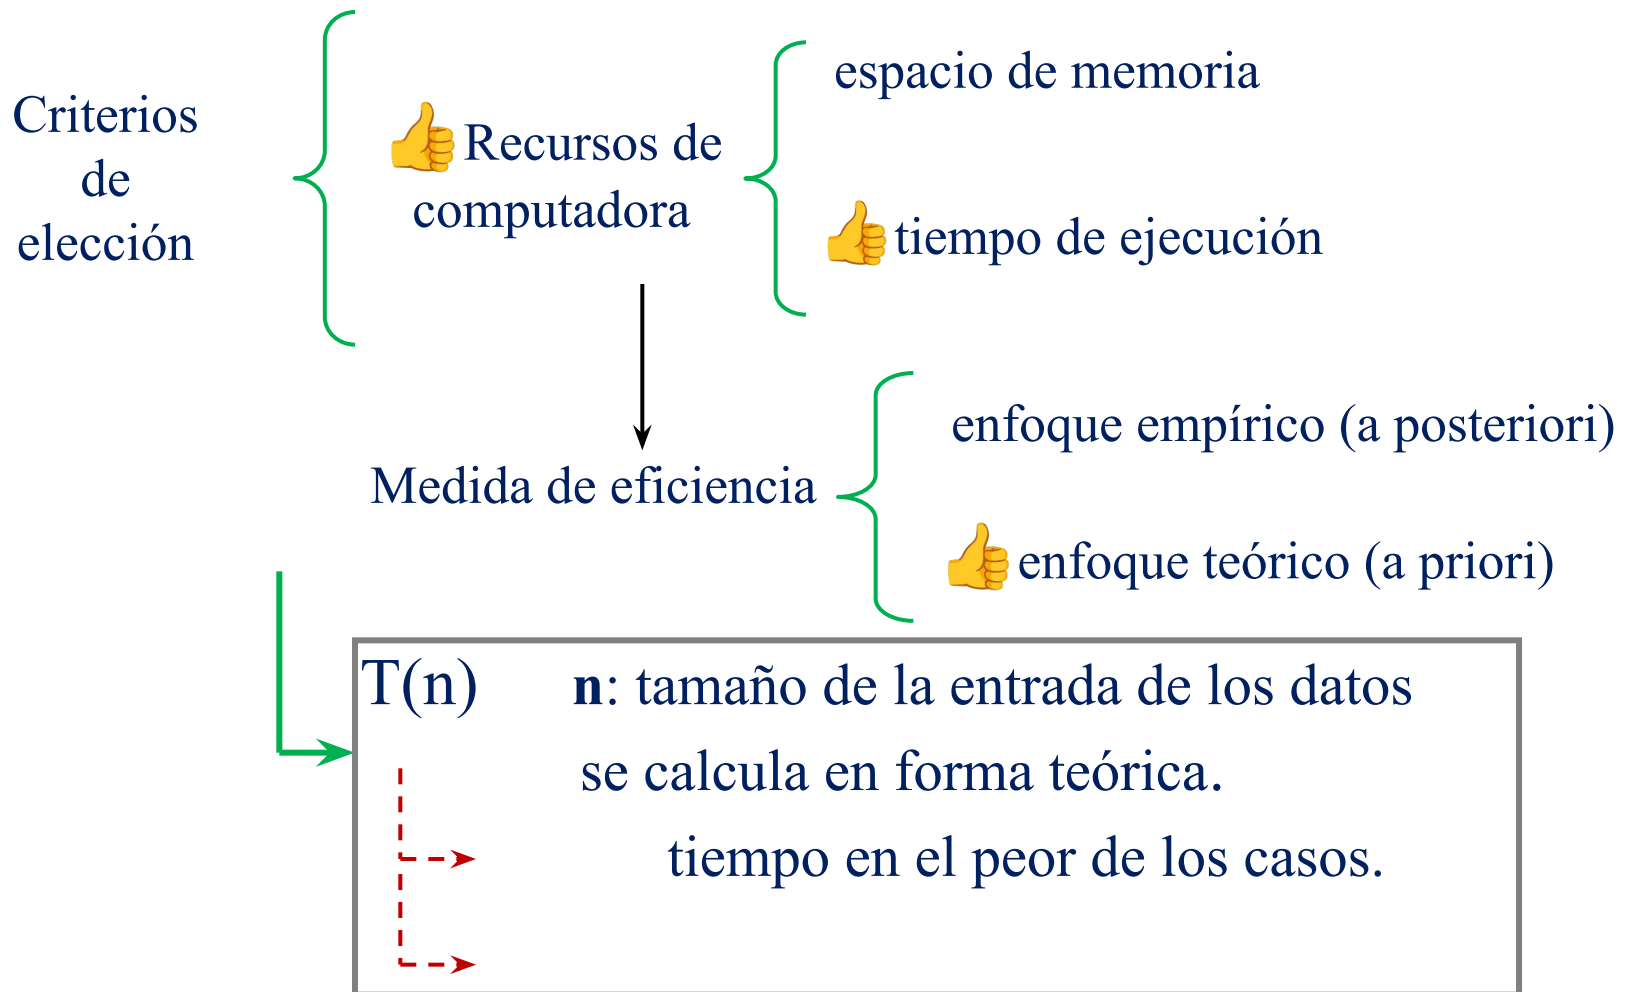 Criterios
de
elección
👍Recursos de
computadora
espacio de memoria
👍tiempo de ejecución
Medida de eficiencia
enfoque empírico (a posteriori)
👍enfoque teórico (a priori)
T(n) n: tamaño de la entrada de los datos
se calcula en forma teórica.
tiempo en el peor de los casos.